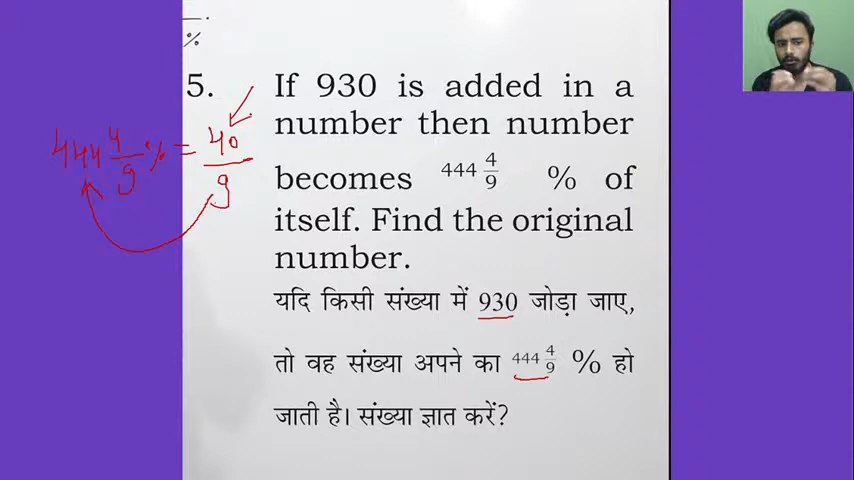 %
5. If 930 is added in a
number then number
becomes 444 4/9 % of
itself. Find the original
number.
यदि किसी संख्या में 930 जोड़ा जाए,
तो वह संख्या अपने का 444 4/9 % हो
जाती है। संख्या ज्ञात करें?
444 4/9 % = 40/9